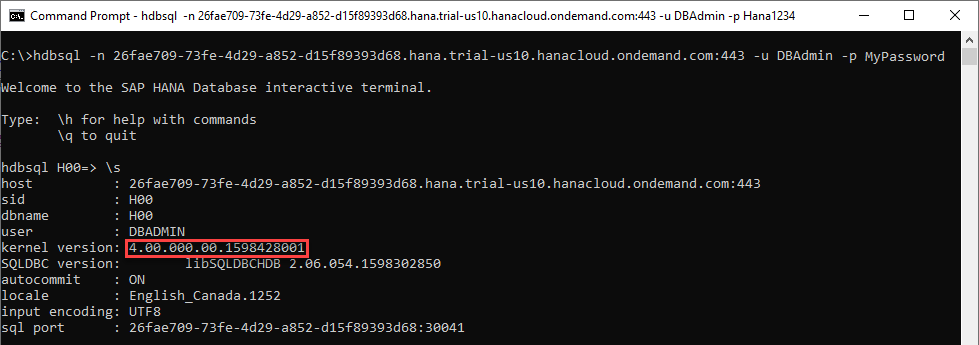 Command Prompt - hdbsql -n 26fae709-73fe-4d29-a852-d15f89393d68.hana.trial-us10.hanacloud.ondemand.com:443 -u DBAdmin -p Hana1234
C:\>hdbsql -n 26fae709-73fe-4d29-a852-d15f89393d68.hana.trial-us10.hanacloud.ondemand.com:443 -u DBAdmin -p MyPassword
Welcome to the SAP HANA Database interactive terminal.
Type:  \h for help with commands
       \q to quit
hdbsql H00=> \s
host          : 26fae709-73fe-4d29-a852-d15f89393d68.hana.trial-us10.hanacloud.ondemand.com:443
sid           : H00
dbname        : H00
user          : DBADMIN
kernel version: 4.00.000.00.1598428001
SQLDBC version:        libSQLDBCHDB 2.06.054.1598302850
autocommit    : ON
locale        : English_Canada.1252
input encoding: UTF8
sql port      : 26fae709-73fe-4d29-a852-d15f89393d68:30041